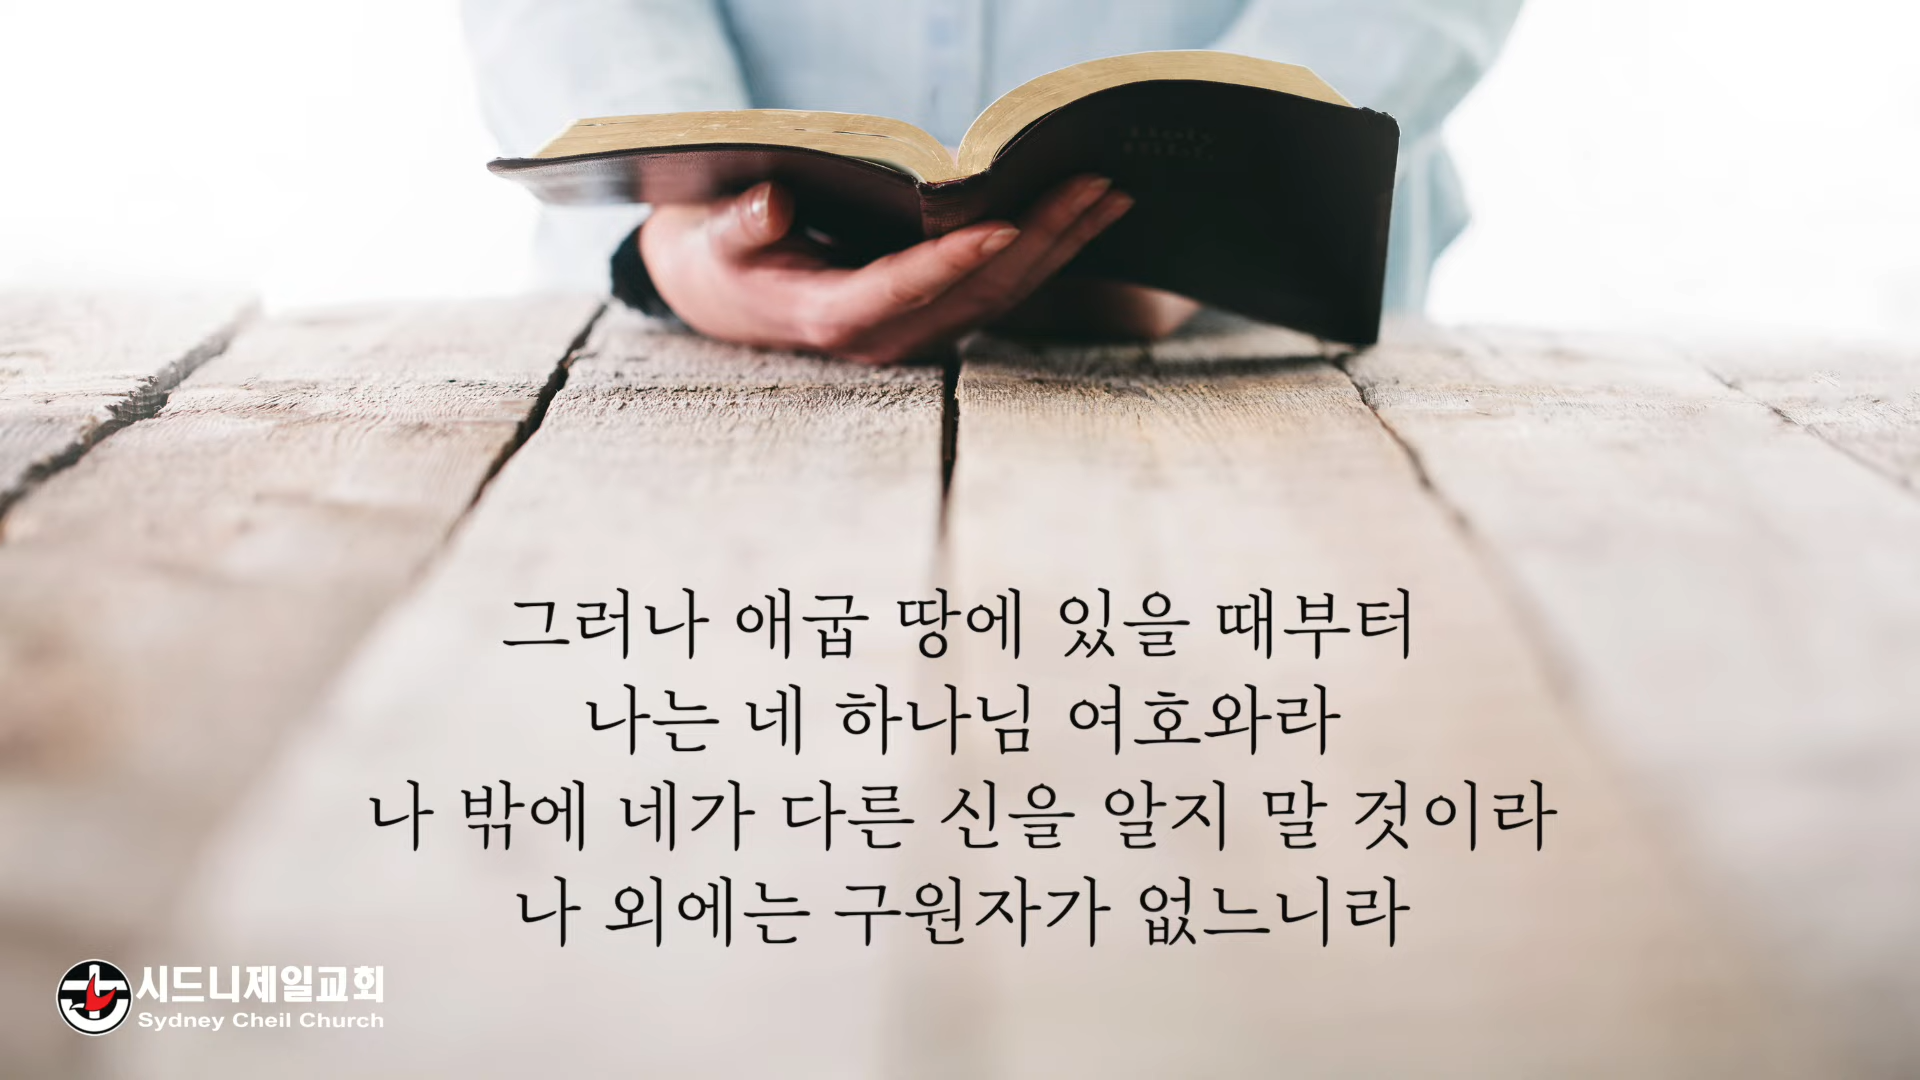 그러나 애굽 땅에 있을 때부터
나는 네 하나님 여호와라
나 밖에 네가 다른 신을 알지 말 것이라
나 외에는 구원자가 없느니라
시드니제일교회
Sydney Cheil Church